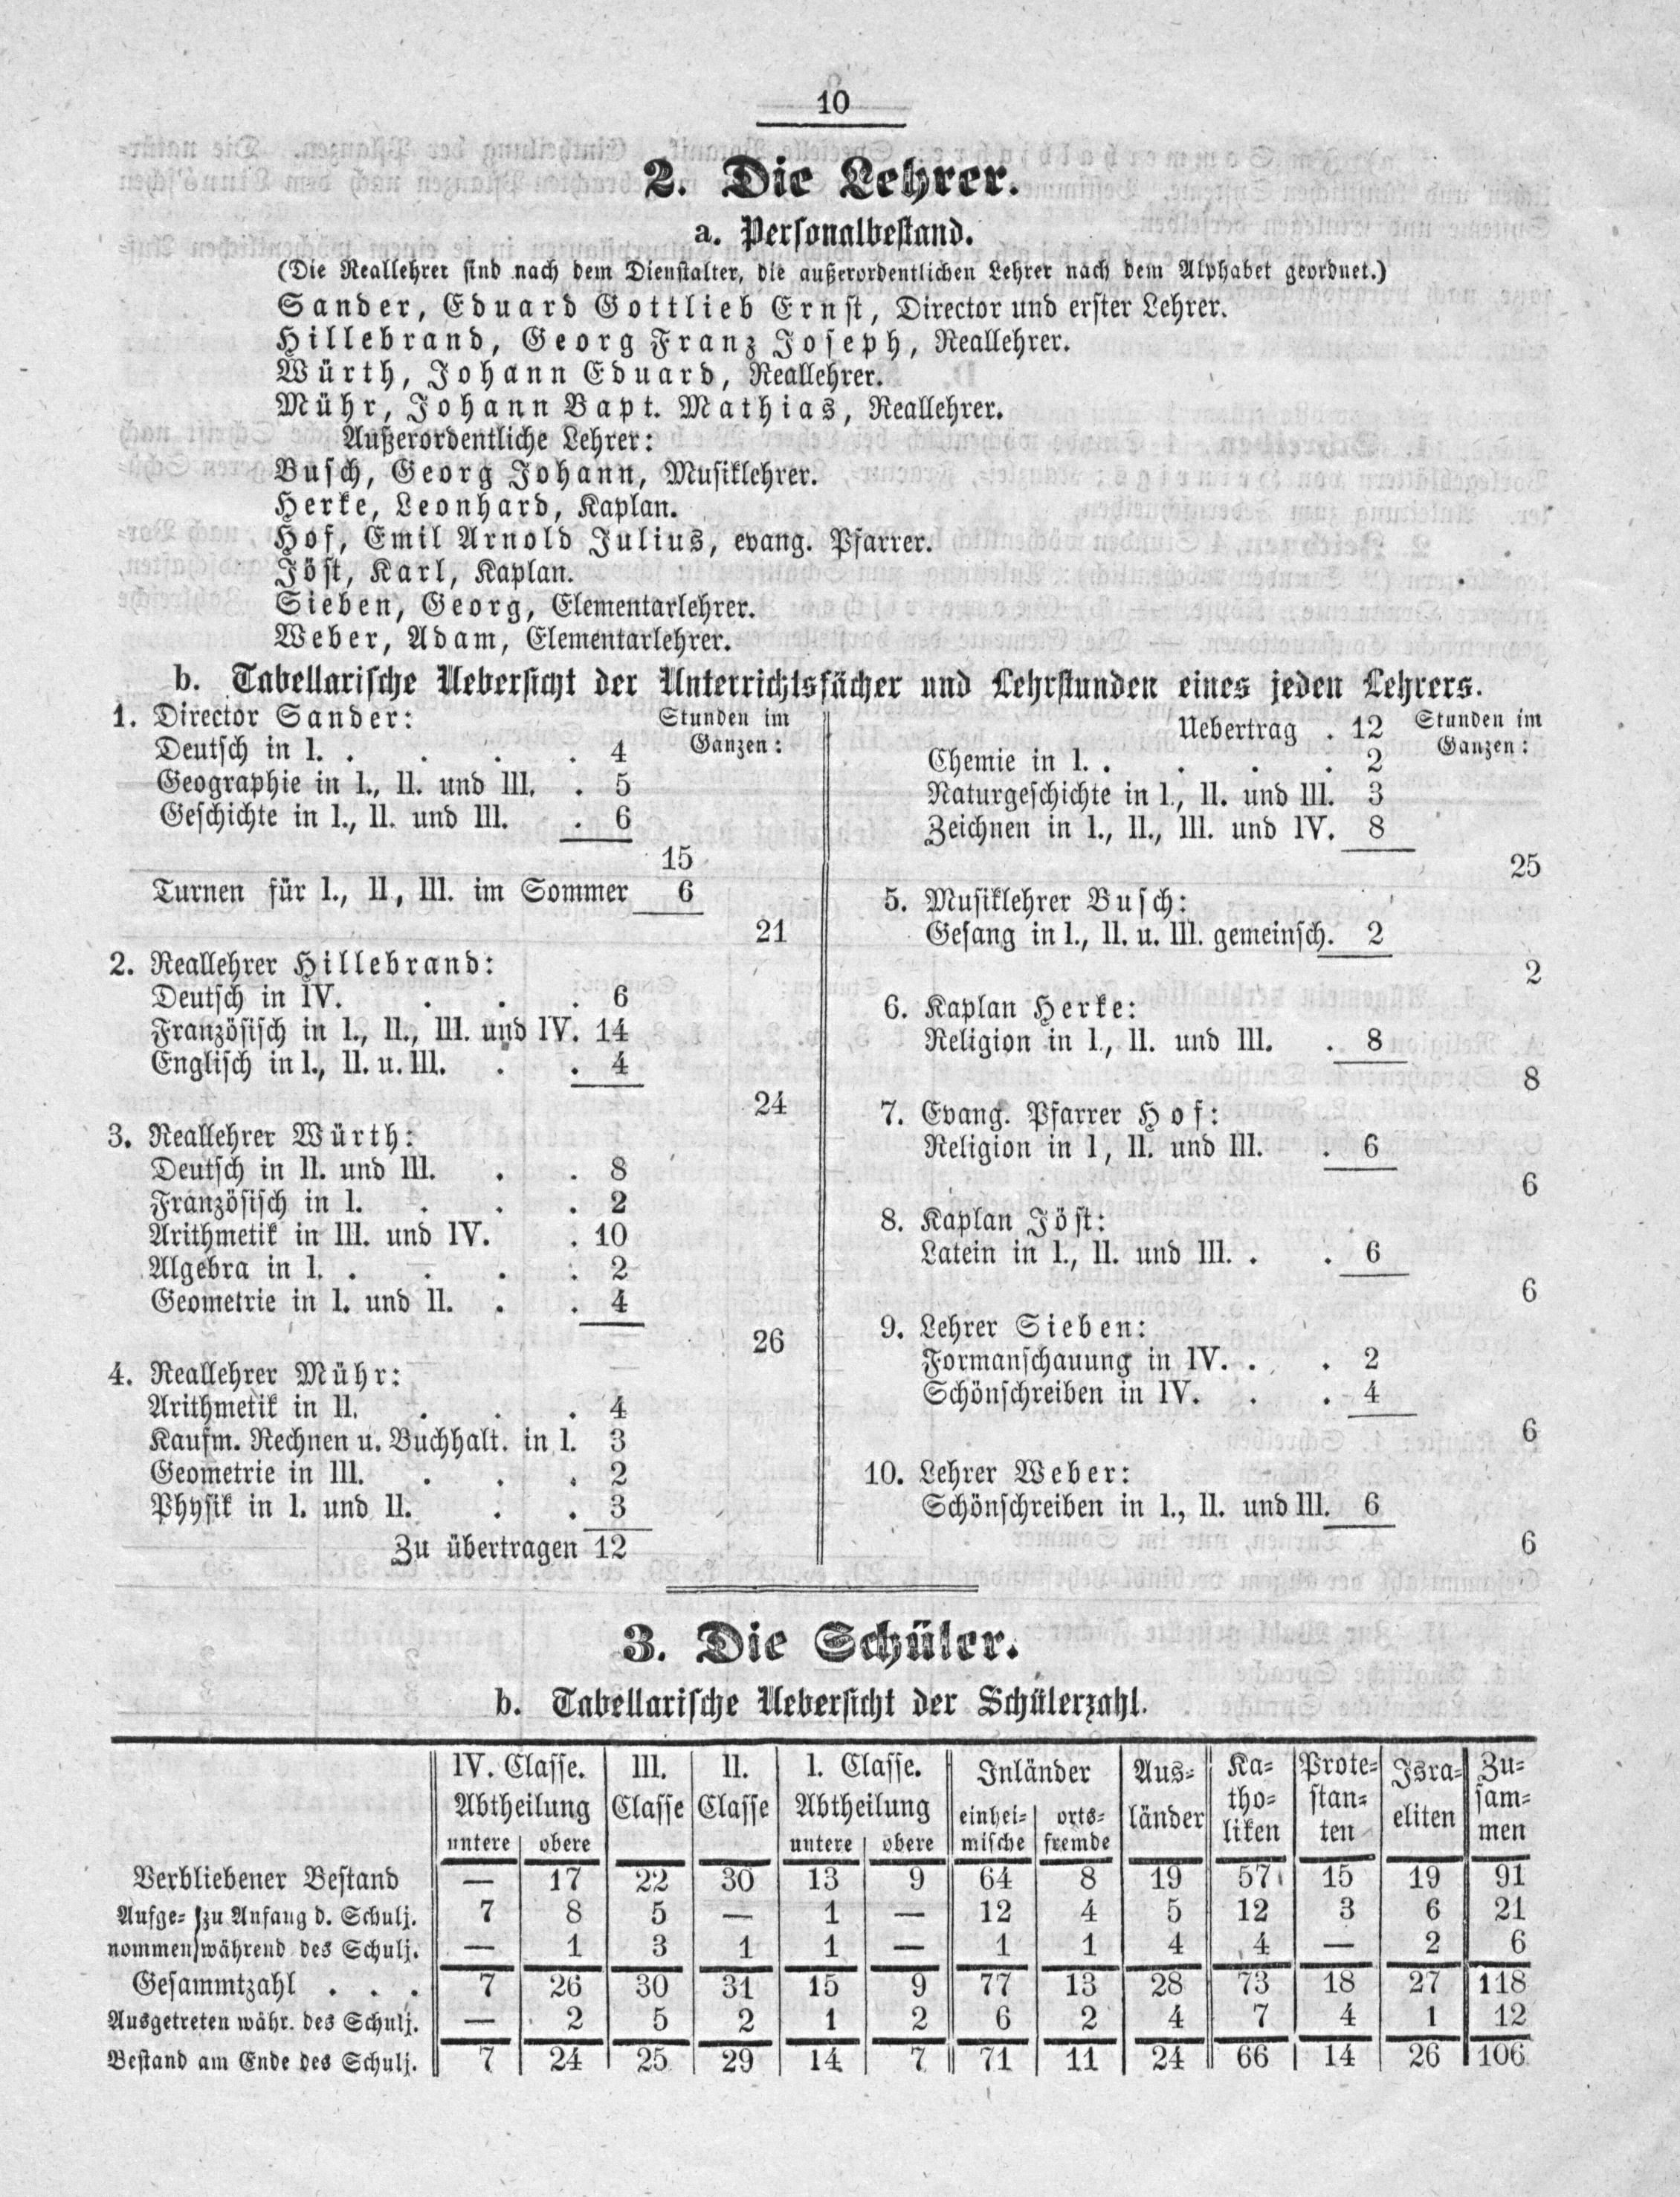 10
2. Die Lehrer.
a. Personalbestand.
(Die Reallehrer sind nach dem Dienstalter, die außerordentlichen Lehrer nach dem Alphabet geordnet.)
Sander, Eduard Gottlieb Ernst, Director und erster Lehrer.
Hillebrand, Georg Franz Joseph, Reallehrer.
Würth, Johann Eduard, Reallehrer.
Mühr, Johann Bapt. Mathias, Reallehrer.
Außerordentliche Lehrer:
Busch, Georg Johann, Musiklehrer.
Herke, Leonhard, Kaplan.
Hof, Emil Arnold Julius, evang. Pfarrer.
Jöst, Karl, Kaplan.
Sieben, Georg, Elementarlehrer.
Weber, Adam, Elementarlehrer.
b. Tabellarische Uebersicht der Unterrichtsfächer und Lehrstunden eines jeden Lehrers.
1. Director Sander: Stunden im
Ganzen:
Deutsch in I. . . . . 4
Geographie in I., II. und III. . 5
Geschichte in I., II. und III. . 6
15
Turnen für I., II, III. im Sommer 6
21
2. Reallehrer Hillebrand:
Deutsch in IV. . . . 6
Französisch in I., II., III. und IV. 14
Englisch in I., II. u. III. . . 4
24
3. Reallehrer Würth:
Deutsch in II. und III. . . 8
Französisch in I. . . . 2
Arithmetik in III. und IV. . 10
Algebra in I. . . . . 2
Geometrie in I. und II. . . 4
26
4. Reallehrer Mühr:
Arithmetik in II. . . . 4
Kaufm. Rechnen u. Buchhalt. in I. 3
Geometrie in III. . . . 2
Physik in I. und II. . . 3
Zu übertragen 12
Uebertrag . 12 Stunden im
Ganzen:
Chemie in I. . . . . 2
Naturgeschichte in I., II. und III. 3
Zeichnen in I., II., III. und IV. 8
25
5. Musiklehrer Busch:
Gesang in I., II. u. III. gemeinsch. 2
2
6. Kaplan Herke:
Religion in I., II. und III. . 8
8
7. Evang. Pfarrer Hof:
Religion in I, II. und III. . 6
6
8. Kaplan Jöst:
Latein in I., II. und III. . . 6
6
9. Lehrer Sieben:
Formanschauung in IV. . . 2
Schönschreiben in IV. . . 4
6
10. Lehrer Weber:
Schönschreiben in I., II. und III. 6
6
3. Die Schüler.
b. Tabellarische Uebersicht der Schülerzahl.
IV. Classe. III. II. I. Classe. Inländer Aus- Ka- Prote- Isra- Zu-
Abtheilung Classe Classe Abtheilung einhei- orts- länder tho- stan- eliten sam-
untere obere untere obere mische fremde liken ten men
Verbliebener Bestand — 17 22 30 13 9 64 8 19 57 15 19 91
Aufge- zu Anfang d. Schulj. 7 8 5 — 1 — 12 4 5 12 3 6 21
nommen während des Schulj. — 1 3 1 1 — 1 1 4 4 — 2 6
Gesammtzahl . . . 7 26 30 31 15 9 77 13 28 73 18 27 118
Ausgetreten währ. des Schulj. — 2 5 2 1 2 6 2 4 7 4 1 12
Bestand am Ende des Schulj. 7 24 25 29 14 7 71 11 24 66 14 26 106